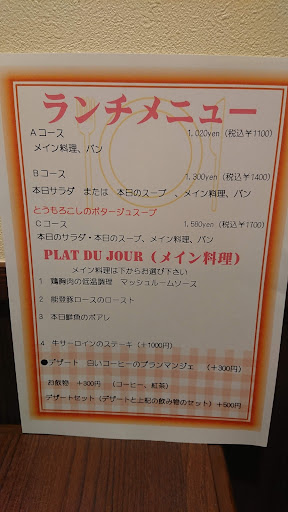 ランチメニュー
Aコース 1,020yen (税込¥1100)
メイン料理、パン
Bコース 1,300yen (税込¥1400)
本日サラダ または 本日のスープ 、メイン料理、パン
とうもろこしのポタージュスープ
Cコース 1,580yen (税込¥1700)
本日のサラダ・本日のスープ、メイン料理、パン
PLAT DU JOUR (メイン料理)
メイン料理は下からお選び下さい
1 鶏胸肉の低温調理 マッシュルームソース
2 能登豚ロースのロースト
3 本日鮮魚のポアレ
4 牛サーロインのステーキ (+1000円)
●デザート 白いコーヒーのブランマンジェ (+300円)
お飲物 +300円 (コーヒー、紅茶)
デザートセット (デザートと上記の飲み物のセット) +500円